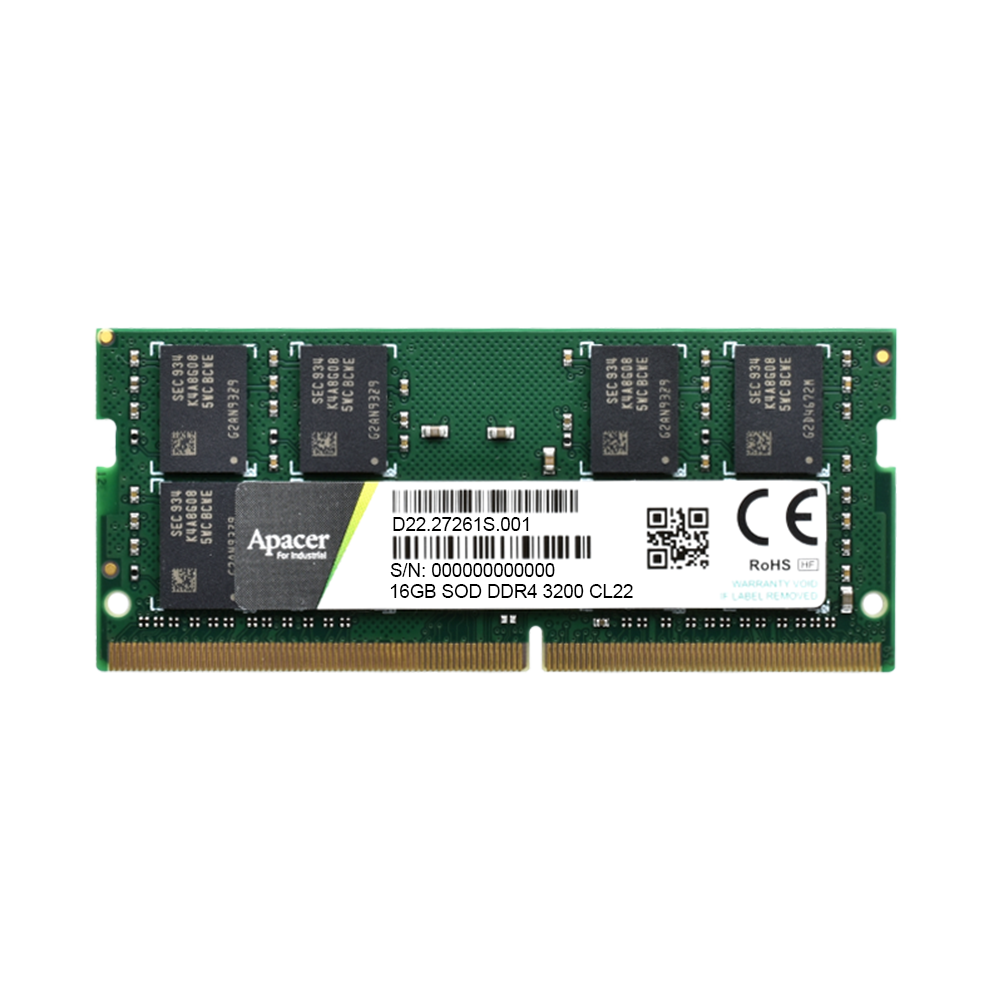 SEC 934
K4A8G08
5WC BCWE
G2AN9329
SEC 934
K4A8G08
5WC BCWE
G2AN9329
SEC 934
K4A8G08
5WC BCWE
G2AN9329
SEC 934
K4A8G08
5WC BCWE
G2D4672M
SEC 934
K4A8G08
5WC BCWE
G2AN9329
Apacer
For Industrial
D22.27261S.001
S/N: 000000000000
16GB SOD DDR4 3200 CL22
CE
RoHS HF
WARRANTY VOID
IF LABEL REMOVED